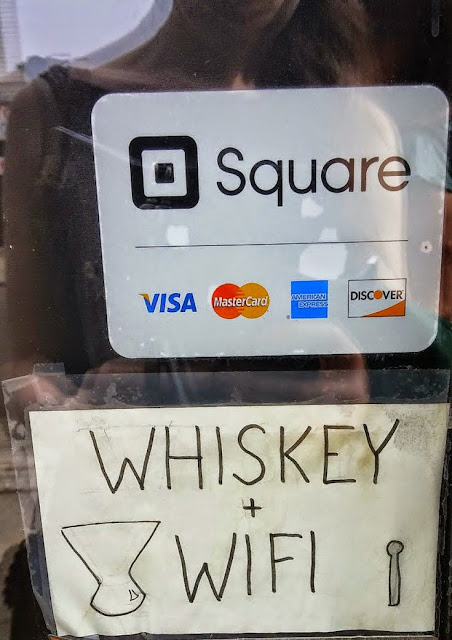 Square
VISA MasterCard AMERICAN EXPRESS DISCOVER
WHISKEY
+
WIFI